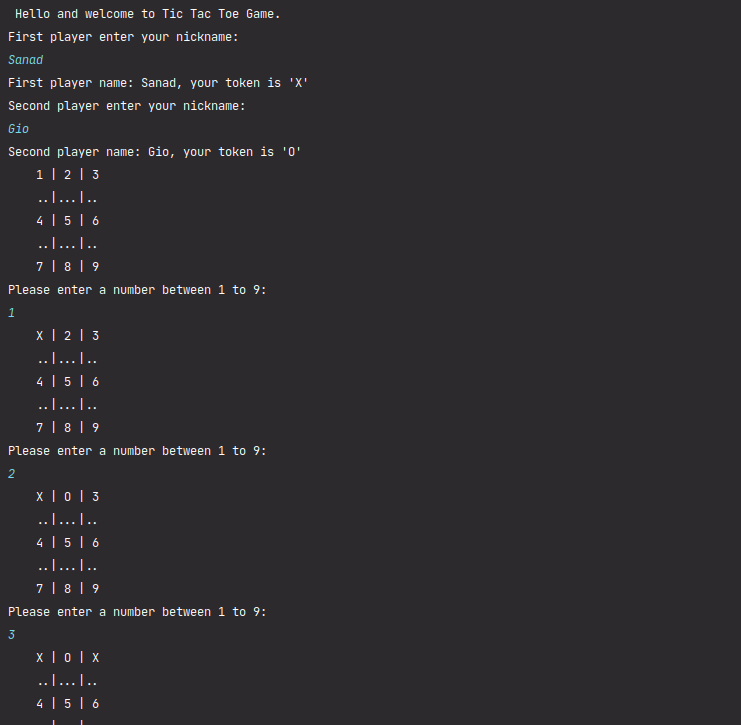 Hello and welcome to Tic Tac Toe Game.
First player enter your nickname:
Sanad
First player name: Sanad, your token is 'X'
Second player enter your nickname:
Gio
Second player name: Gio, your token is 'O'
1 | 2 | 3
..|...|..
4 | 5 | 6
..|...|..
7 | 8 | 9
Please enter a number between 1 to 9:
1
X | 2 | 3
..|...|..
4 | 5 | 6
..|...|..
7 | 8 | 9
Please enter a number between 1 to 9:
2
X | O | 3
..|...|..
4 | 5 | 6
..|...|..
7 | 8 | 9
Please enter a number between 1 to 9:
3
X | O | X
..|...|..
4 | 5 | 6